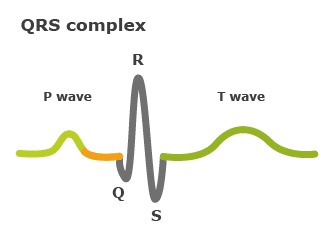 QRS complex
R
P wave
T wave
Q
S